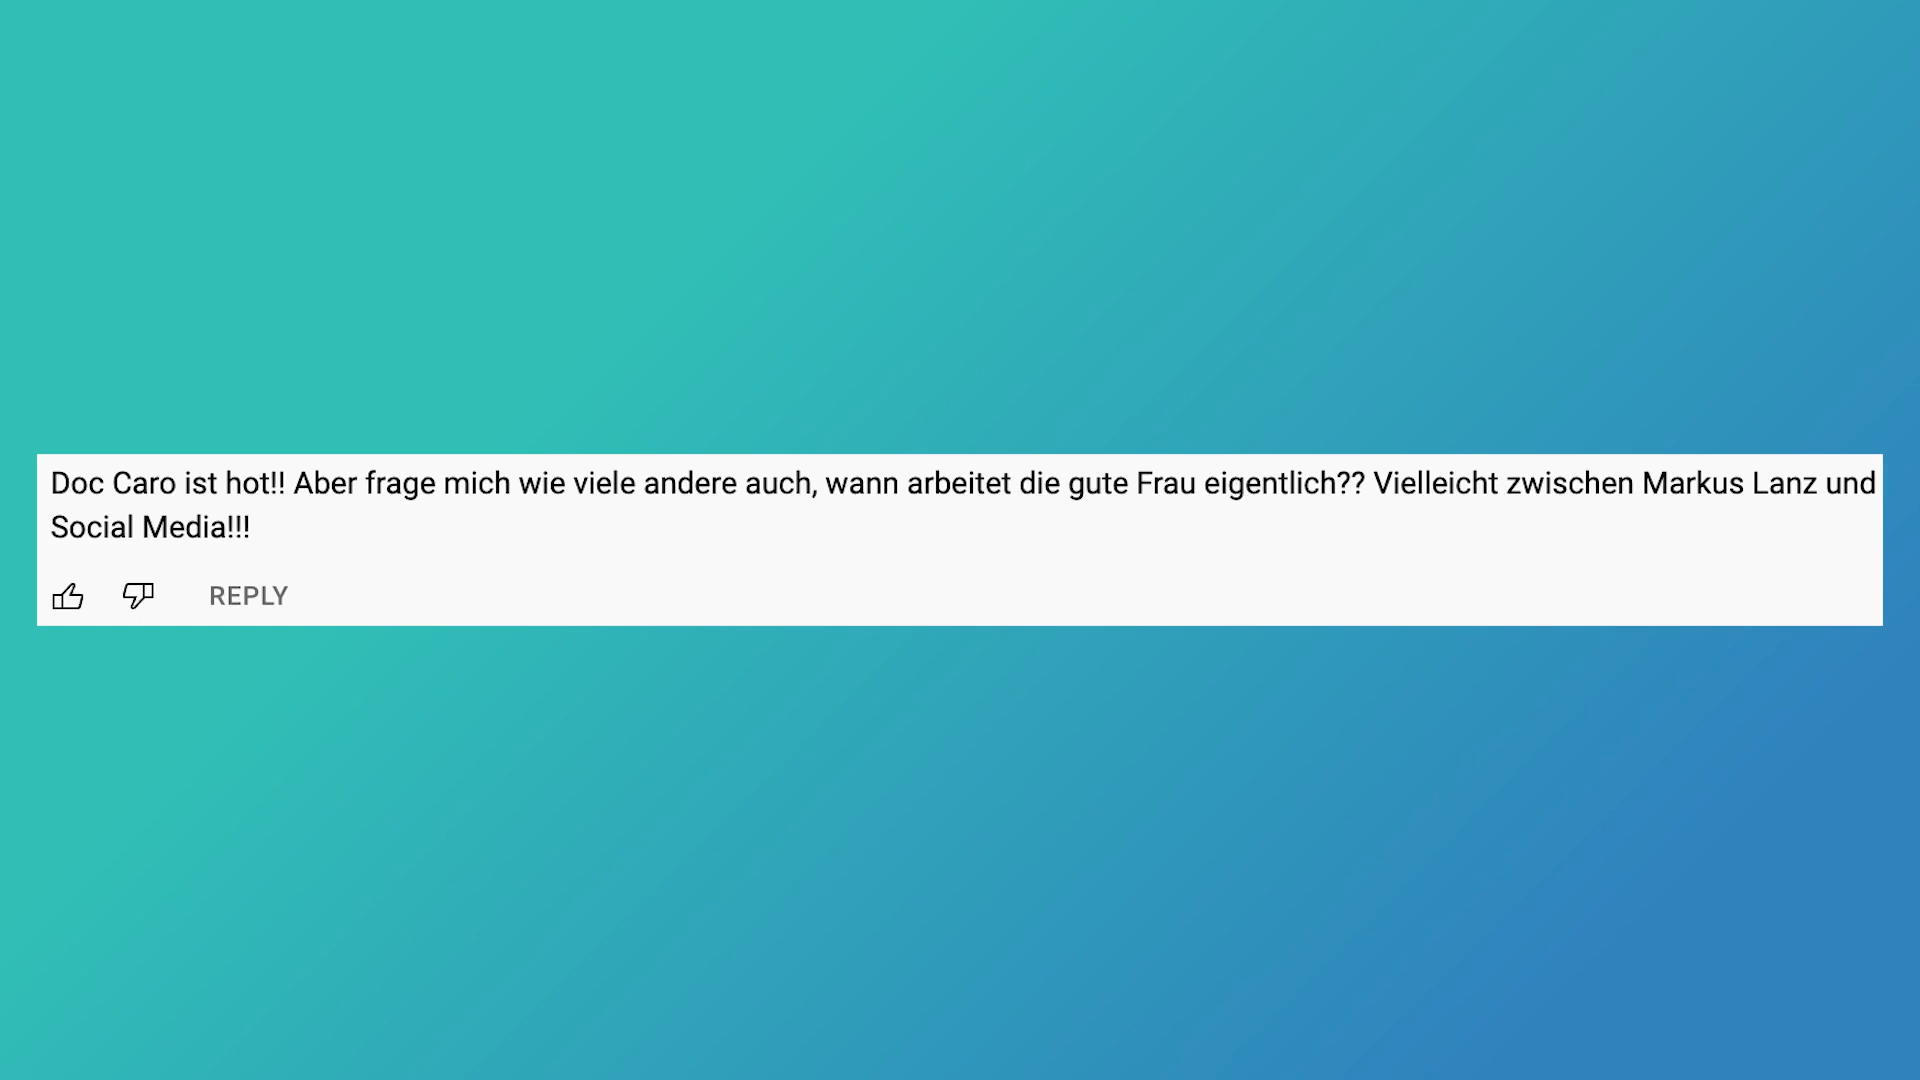 Doc Caro ist hot!! Aber frage mich wie viele andere auch, wann arbeitet die gute Frau eigentlich?? Vielleicht zwischen Markus Lanz und
Social Media!!!
REPLY